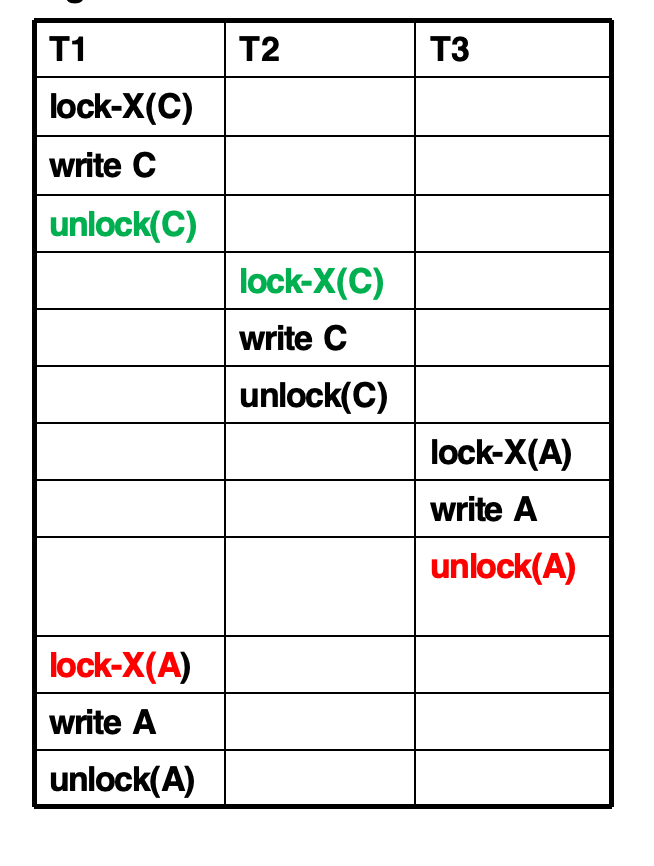 T1 T2 T3
lock-X(C)
write C
unlock(C)
lock-X(C)
write C
unlock(C)
lock-X(A)
write A
unlock(A)
lock-X(A)
write A
unlock(A)